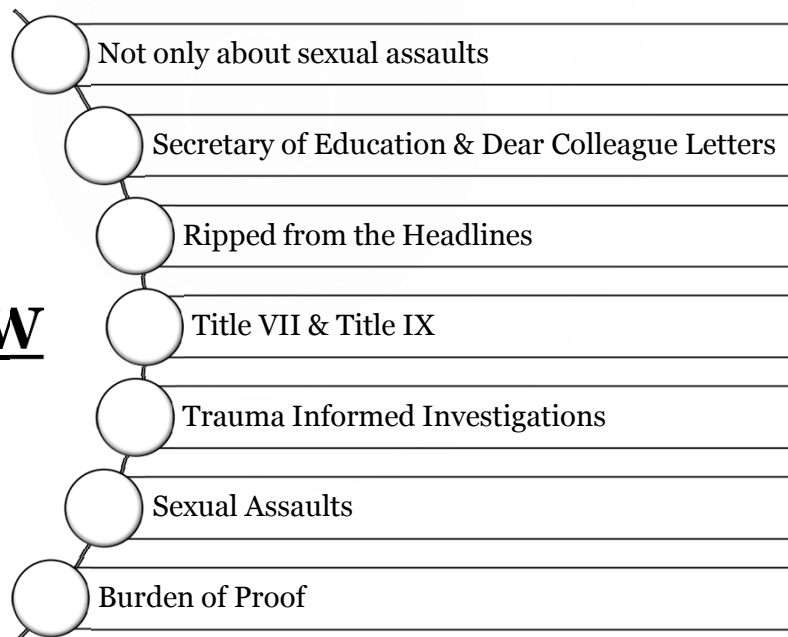 Not only about sexual assaults
Secretary of Education & Dear Colleague Letters
Ripped from the Headlines
Title VII & Title IX
Trauma Informed Investigations
Sexual Assaults
Burden of Proof